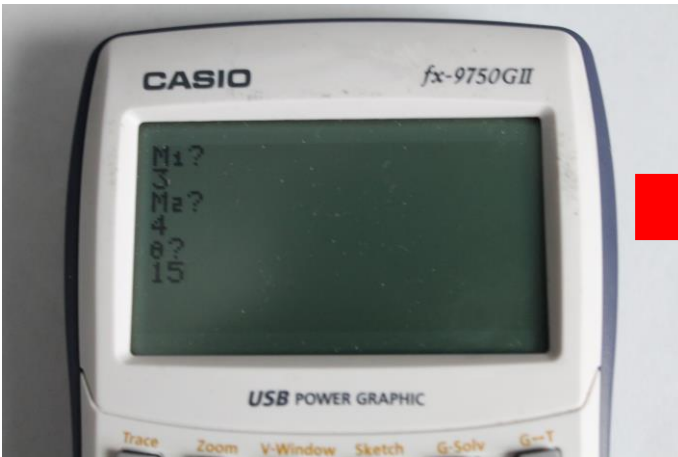 CASIO fx-9750GII
M1?
3
M2?
4
θ?
15
USB POWER GRAPHIC
Trace Zoom V-Window Sketch G-Solv G↔T